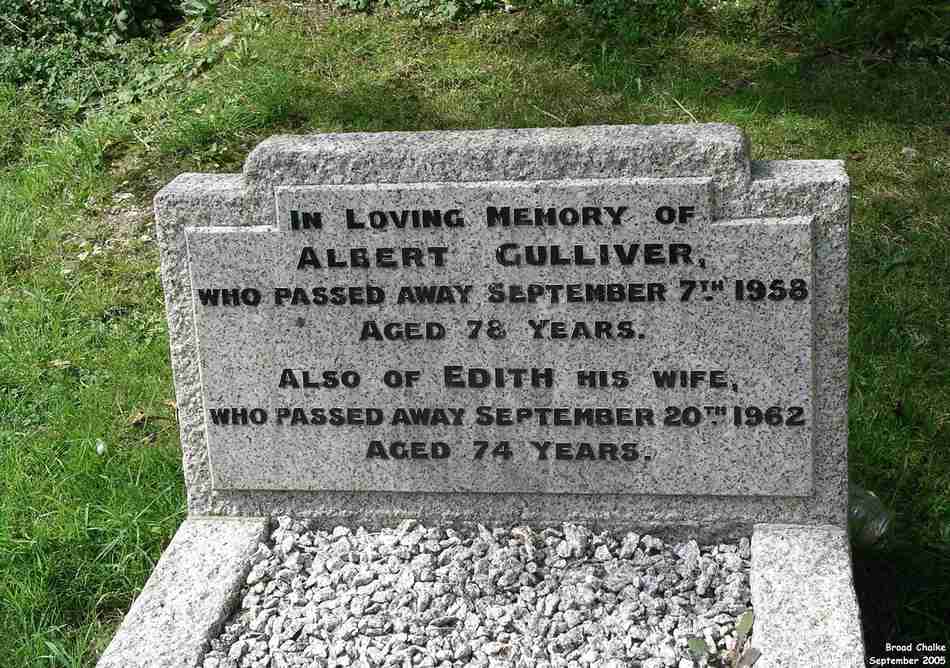 IN LOVING MEMORY OF
ALBERT GULLIVER,
WHO PASSED AWAY SEPTEMBER 7TH. 1958
AGED 78 YEARS.
ALSO OF EDITH HIS WIFE,
WHO PASSED AWAY SEPTEMBER 20TH. 1962
AGED 74 YEARS.
Broad Chalke
September 2005